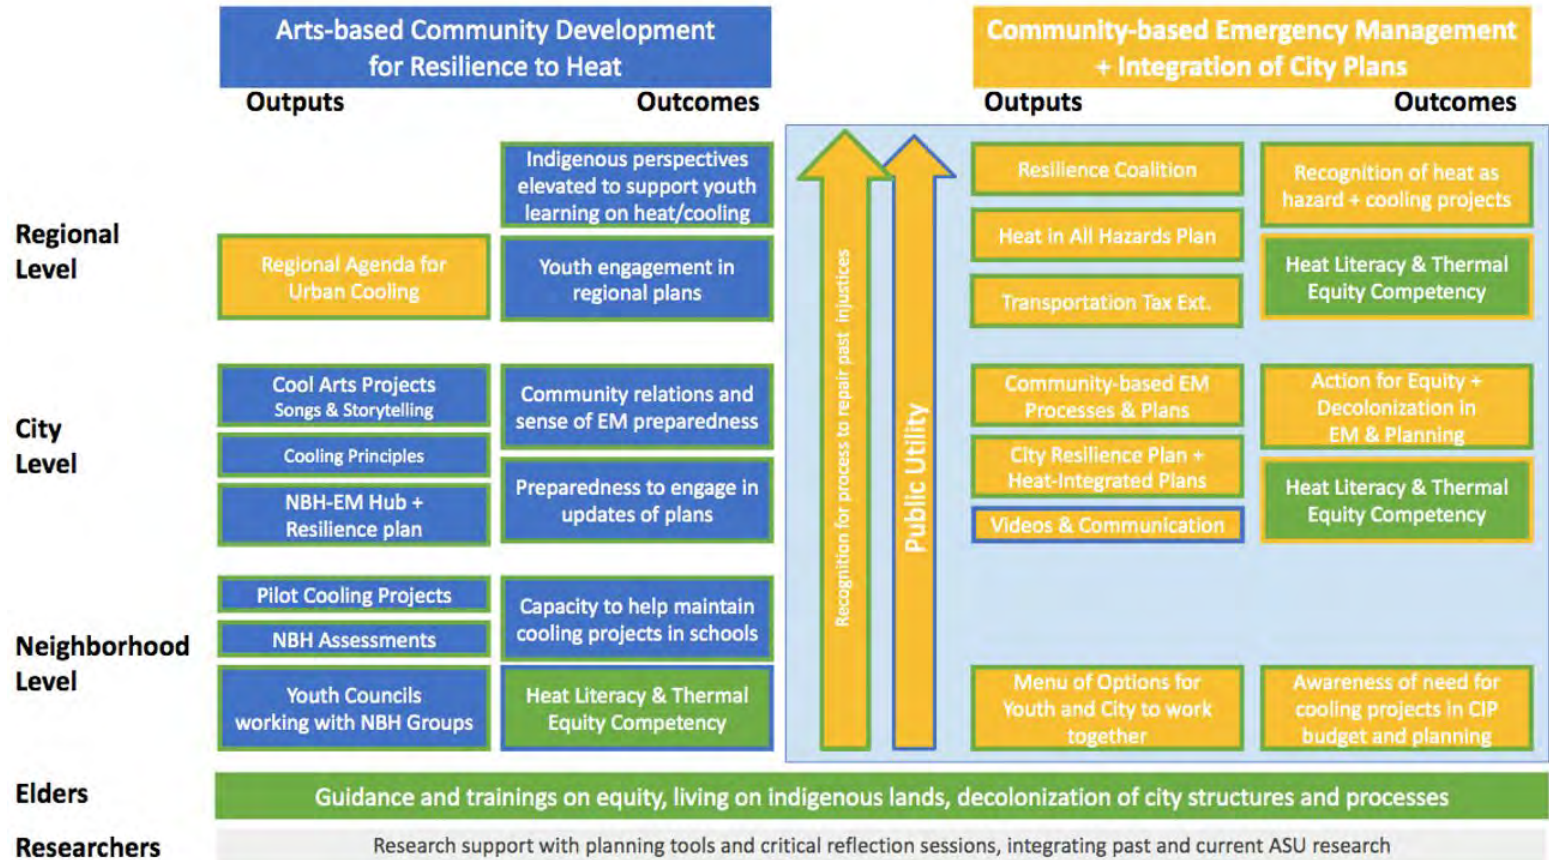 Arts-based Community Development
for Resilience to Heat
Community-based Emergency Management
+ Integration of City Plans
Outputs
Outcomes
Outputs
Outcomes
Regional
Level
Regional Agenda for
Urban Cooling
Indigenous perspectives
elevated to support youth
learning on heat/cooling
Youth engagement in
regional plans
Recognition for process to repair past injustices
Public Utility
Resilience Coalition
Heat in All Hazards Plan
Transportation Tax Ext.
Recognition of heat as
hazard + cooling projects
Heat Literacy & Thermal
Equity Competency
City
Level
Cool Arts Projects
Songs & Storytelling
Cooling Principles
NBH-EM Hub +
Resilience plan
Community relations and
sense of EM preparedness
Preparedness to engage in
updates of plans
Community-based EM
Processes & Plans
City Resilience Plan +
Heat-Integrated Plans
Videos & Communication
Action for Equity +
Decolonization in
EM & Planning
Heat Literacy & Thermal
Equity Competency
Neighborhood
Level
Pilot Cooling Projects
NBH Assessments
Youth Councils
working with NBH Groups
Capacity to help maintain
cooling projects in schools
Heat Literacy & Thermal
Equity Competency
Menu of Options for
Youth and City to work
together
Awareness of need for
cooling projects in CIP
budget and planning
Elders
Guidance and trainings on equity, living on indigenous lands, decolonization of city structures and processes
Researchers
Research support with planning tools and critical reflection sessions, integrating past and current ASU research